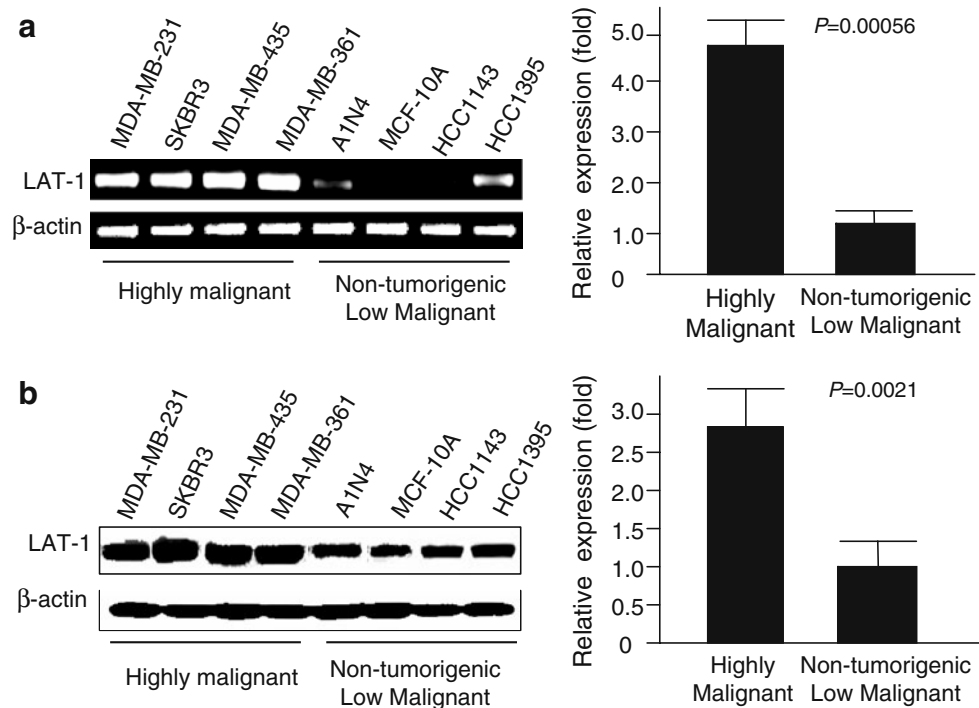 a
MDA-MB-231
SKBR3
MDA-MB-435
MDA-MB-361
A1N4
MCF-10A
HCC1143
HCC1395
LAT-1
β-actin
Highly malignant
Non-tumorigenic
Low Malignant
Relative expression (fold)
5.0
4.0
3.0
2.0
1.0
0
P=0.00056
Highly
Malignant
Non-tumorigenic
Low Malignant
b
MDA-MB-231
SKBR3
MDA-MB-435
MDA-MB-361
A1N4
MCF-10A
HCC1143
HCC1395
LAT-1
β-actin
Highly malignant
Non-tumorigenic
Low Malignant
Relative expression (fold)
3.0
2.5
1.5
1.0
0.5
0
P=0.0021
Highly
Malignant
Non-tumorigenic
Low Malignant